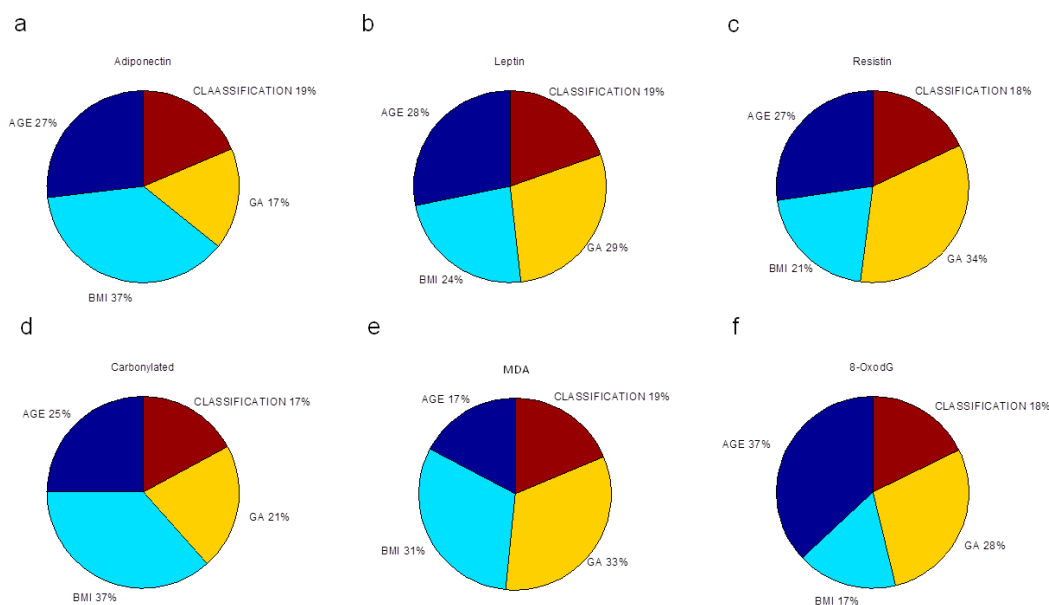 a
Adiponectin
CLAASSIFICATION 19%
AGE 27%
GA 17%
BMI 37%
b
Leptin
CLASSIFICATION 19%
AGE 28%
GA 29%
BMI 24%
c
Resistin
CLASSIFICATION 18%
AGE 27%
GA 34%
BMI 21%
d
Carbonylated
CLASSIFICATION 17%
AGE 25%
GA 21%
BMI 37%
e
MDA
CLASSIFICATION 19%
AGE 17%
BMI 31%
GA 33%
f
8-OxodG
CLASSIFICATION 18%
AGE 37%
GA 28%
BMI 17%